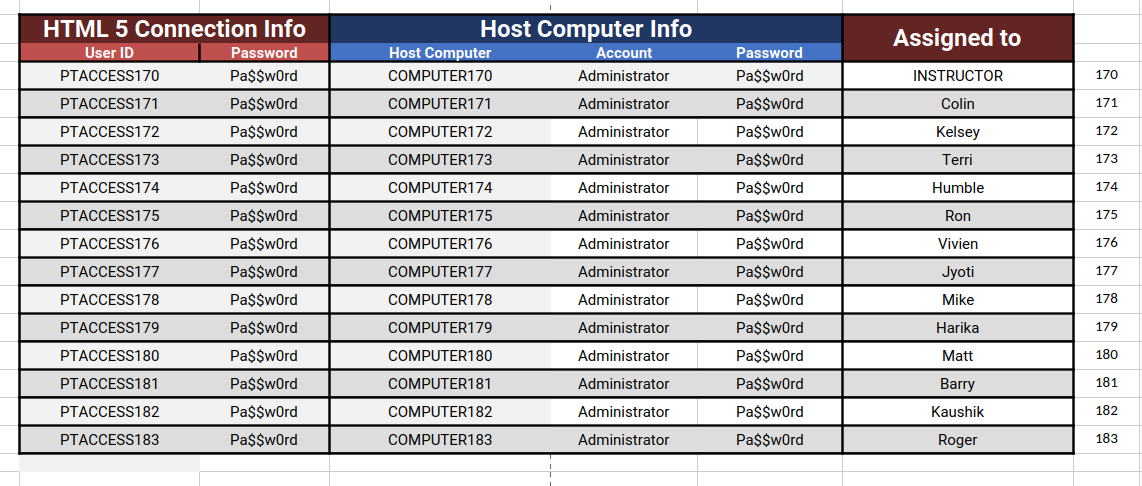 HTML 5 Connection Info Host Computer Info Assigned to
User ID Password Host Computer Account Password
PTACCESS170 Pa$$w0rd COMPUTER170 Administrator Pa$$w0rd INSTRUCTOR 170
PTACCESS171 Pa$$w0rd COMPUTER171 Administrator Pa$$w0rd Colin 171
PTACCESS172 Pa$$w0rd COMPUTER172 Administrator Pa$$w0rd Kelsey 172
PTACCESS173 Pa$$w0rd COMPUTER173 Administrator Pa$$w0rd Terri 173
PTACCESS174 Pa$$w0rd COMPUTER174 Administrator Pa$$w0rd Humble 174
PTACCESS175 Pa$$w0rd COMPUTER175 Administrator Pa$$w0rd Ron 175
PTACCESS176 Pa$$w0rd COMPUTER176 Administrator Pa$$w0rd Vivien 176
PTACCESS177 Pa$$w0rd COMPUTER177 Administrator Pa$$w0rd Jyoti 177
PTACCESS178 Pa$$w0rd COMPUTER178 Administrator Pa$$w0rd Mike 178
PTACCESS179 Pa$$w0rd COMPUTER179 Administrator Pa$$w0rd Harika 179
PTACCESS180 Pa$$w0rd COMPUTER180 Administrator Pa$$w0rd Matt 180
PTACCESS181 Pa$$w0rd COMPUTER181 Administrator Pa$$w0rd Barry 181
PTACCESS182 Pa$$w0rd COMPUTER182 Administrator Pa$$w0rd Kaushik 182
PTACCESS183 Pa$$w0rd COMPUTER183 Administrator Pa$$w0rd Roger 183